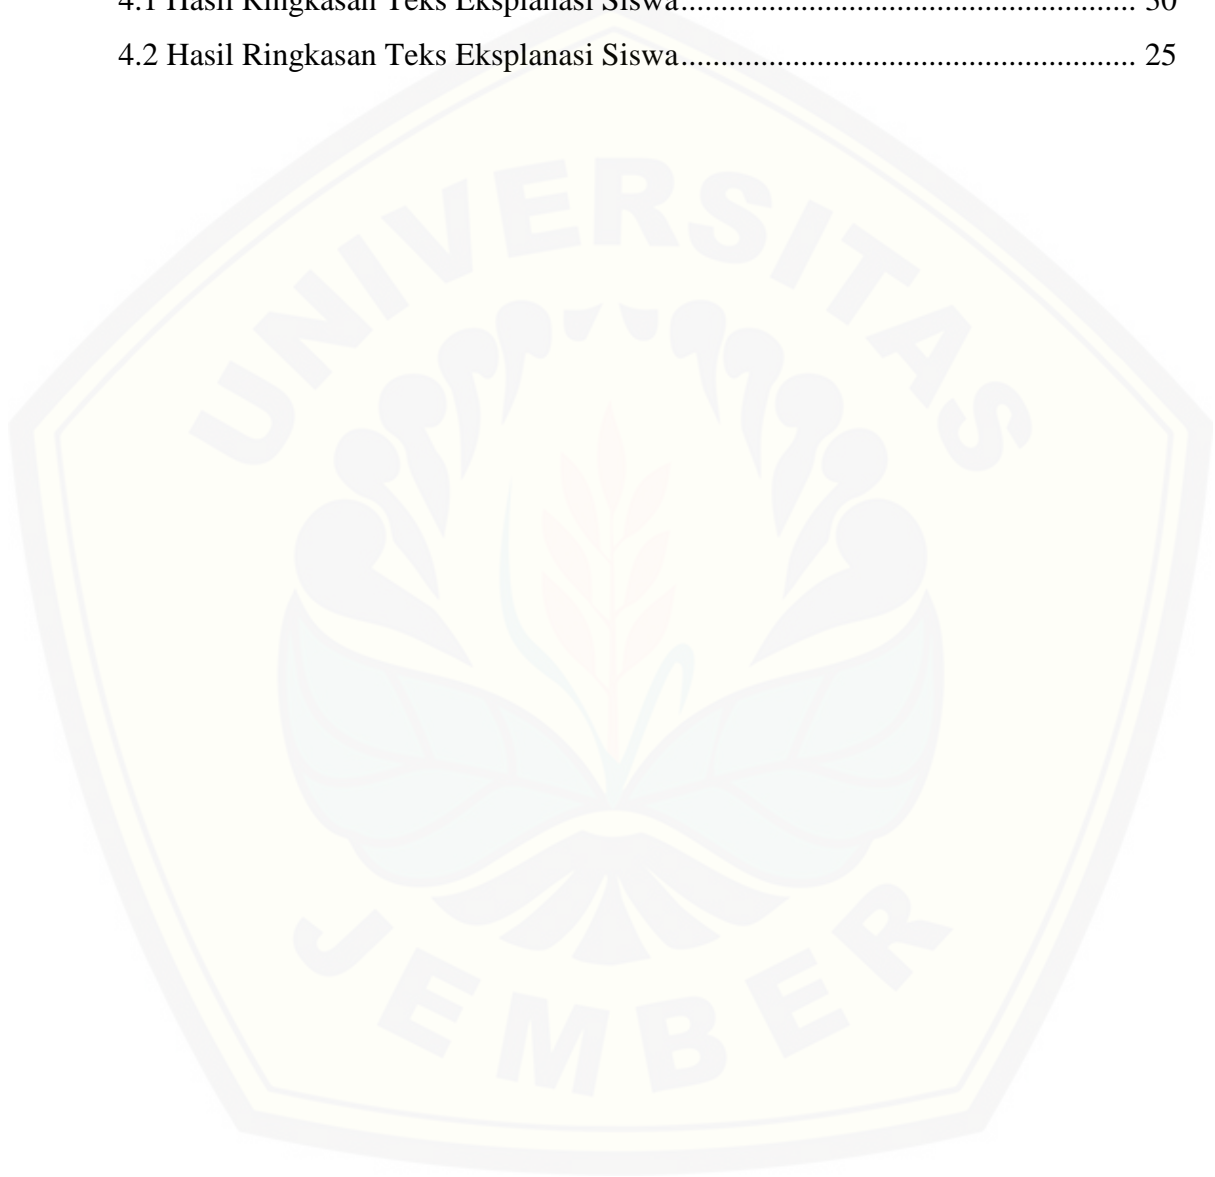 4.1 Hasil Ringkasan Teks Eksplanasi Siswa......................................................... 30
4.2 Hasil Ringkasan Teks Eksplanasi Siswa......................................................... 25
UNIVERSITAS
JEMBER